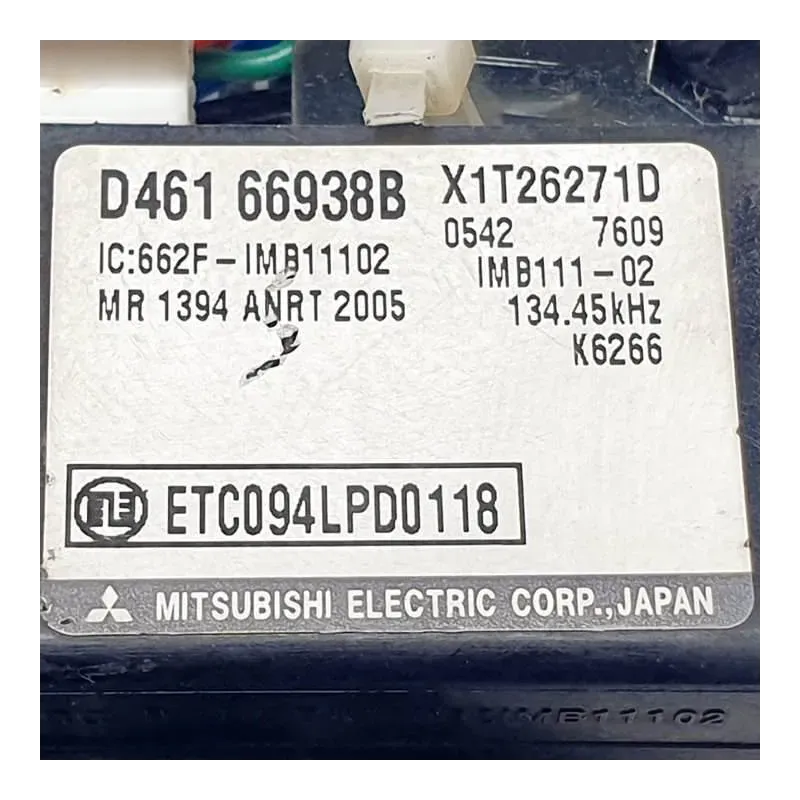 D461 66938B X1T26271D
IC:662F-IMB11102 0542 7609
MR 1394 ANRT 2005 IMB111-02
134.45kHz
K6266
ETC094LPD0118
MITSUBISHI ELECTRIC CORP.,JAPAN
IMB11102